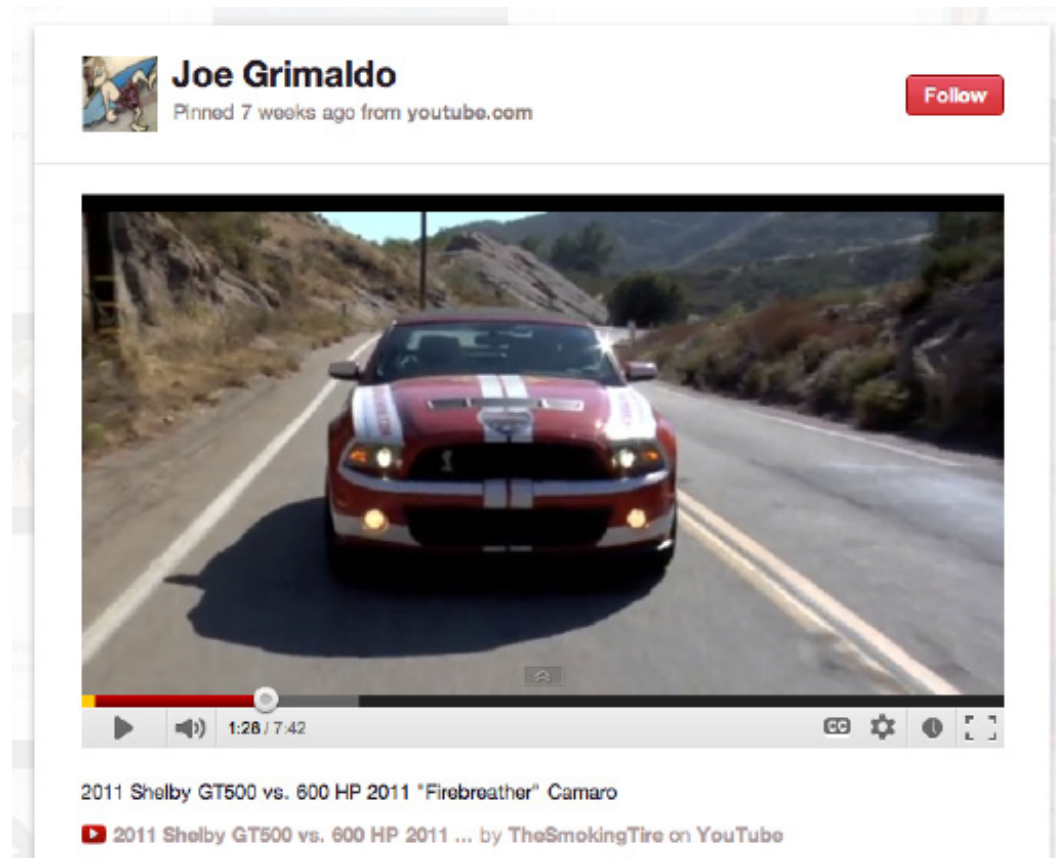 Joe Grimaldo
Pinned 7 weeks ago from youtube.com
Follow
1:28 / 7:42
CC
2011 Shelby GT500 vs. 600 HP 2011 "Firebreather" Camaro
2011 Shelby GT500 vs. 600 HP 2011 ... by TheSmokingTire on YouTube